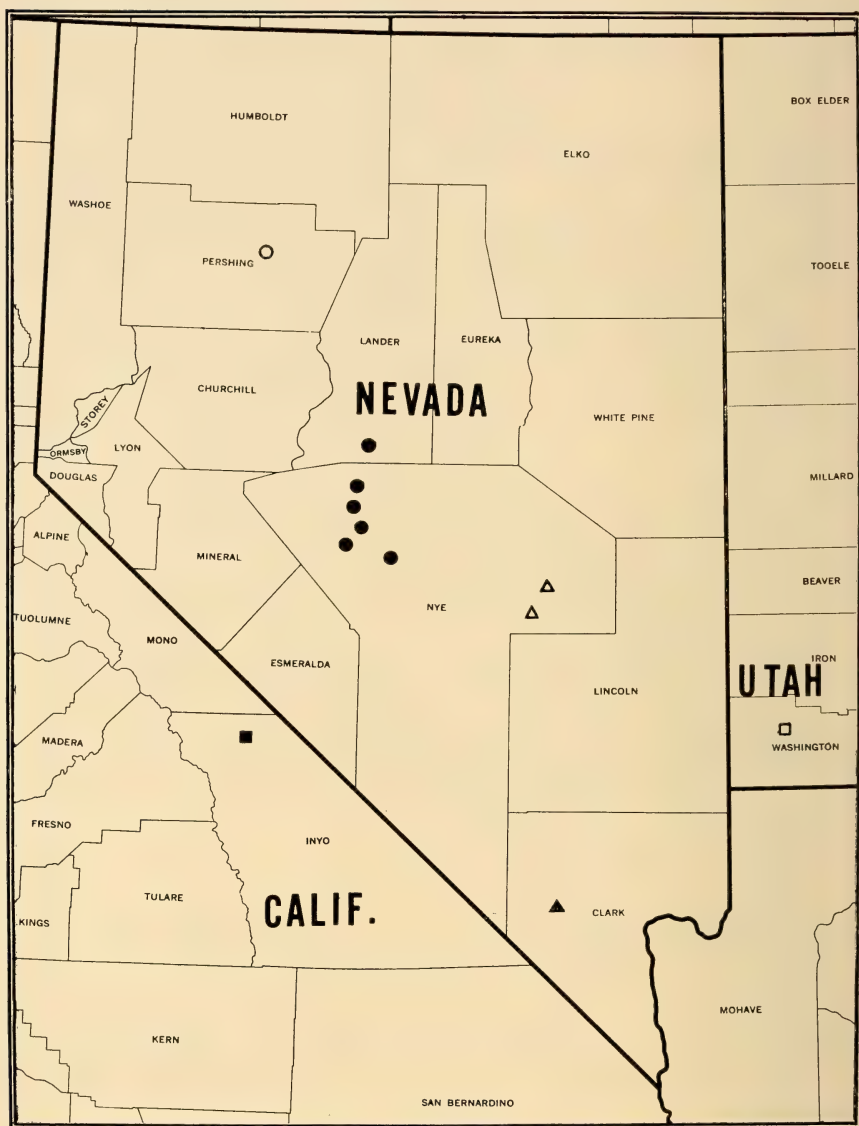 HUMBOLDT
BOX ELDER
ELKO
WASHOE
PERSHING
TOOELE
LANDER
EUREKA
NEVADA
CHURCHILL
STOREY
WHITE PINE
ORMSBY
LYON
DOUGLAS
MILLARD
ALPINE
MINERAL
BEAVER
NYE
TUOLUMNE
MONO
ESMERALDA
IRON
UTAH
LINCOLN
MADERA
WASHINGTON
FRESNO
INYO
TULARE
CALIF.
CLARK
KINGS
MOHAVE
KERN
SAN BERNARDINO